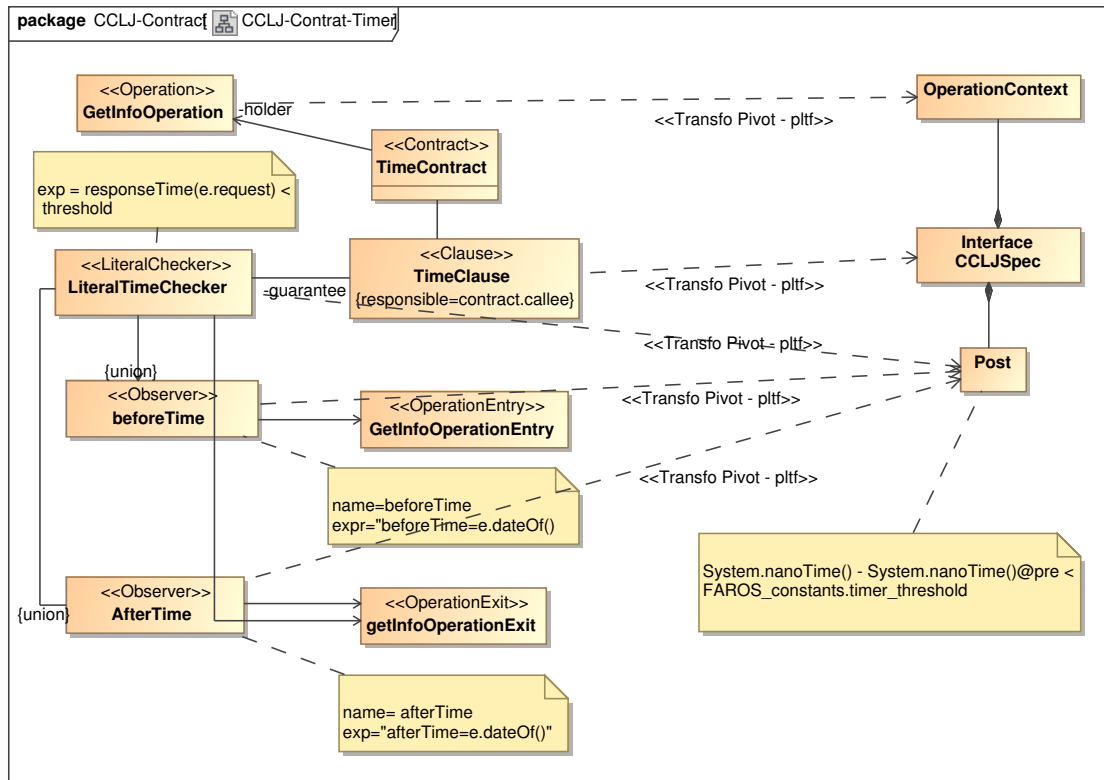 package CCLJ-Contract[ CCLJ-Contrat-Timer]
<<Operation>>
GetInfoOperation
-holder
OperationContext
<<Transfo Pivot - pltf>>
<<Contract>>
TimeContract
exp = responseTime(e.request) <
threshold
<<LiteralChecker>>
LiteralTimeChecker
-guarantee
<<Clause>>
TimeClause
{responsible=contract.callee}
<<Transfo Pivot - pltf>>
Interface
CCLJSpec
<<Transfo Pivot - pltf>>
Post
{union}
<<Observer>>
beforeTime
<<OperationEntry>>
GetInfoOperationEntry
<<Transfo Pivot - pltf>>
<<Transfo Pivot - pltf>>
name=beforeTime
expr="beforeTime=e.dateOf()
System.nanoTime() - System.nanoTime()@pre <
FAROS_constants.timer_threshold
{union}
<<Observer>>
AfterTime
<<OperationExit>>
getInfoOperationExit
name= afterTime
exp="afterTime=e.dateOf()"